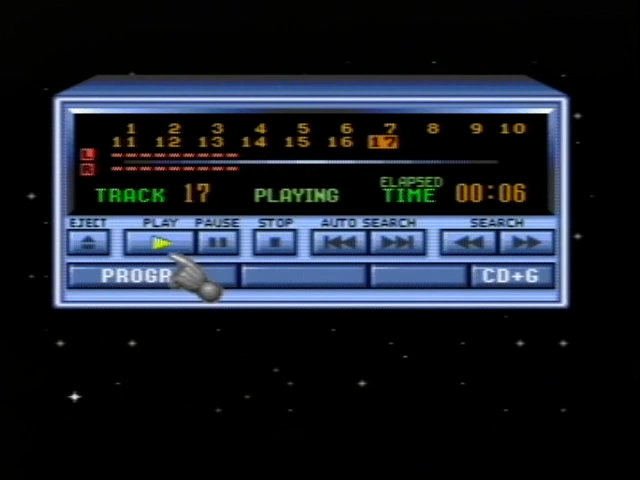 1 2 3 4 5 6 7 8 9 10
11 12 13 14 15 16 17
L
R
TRACK 17 PLAYING ELAPSED TIME 00:06
EJECT PLAY PAUSE STOP AUTO SEARCH SEARCH
PROGR CD+G